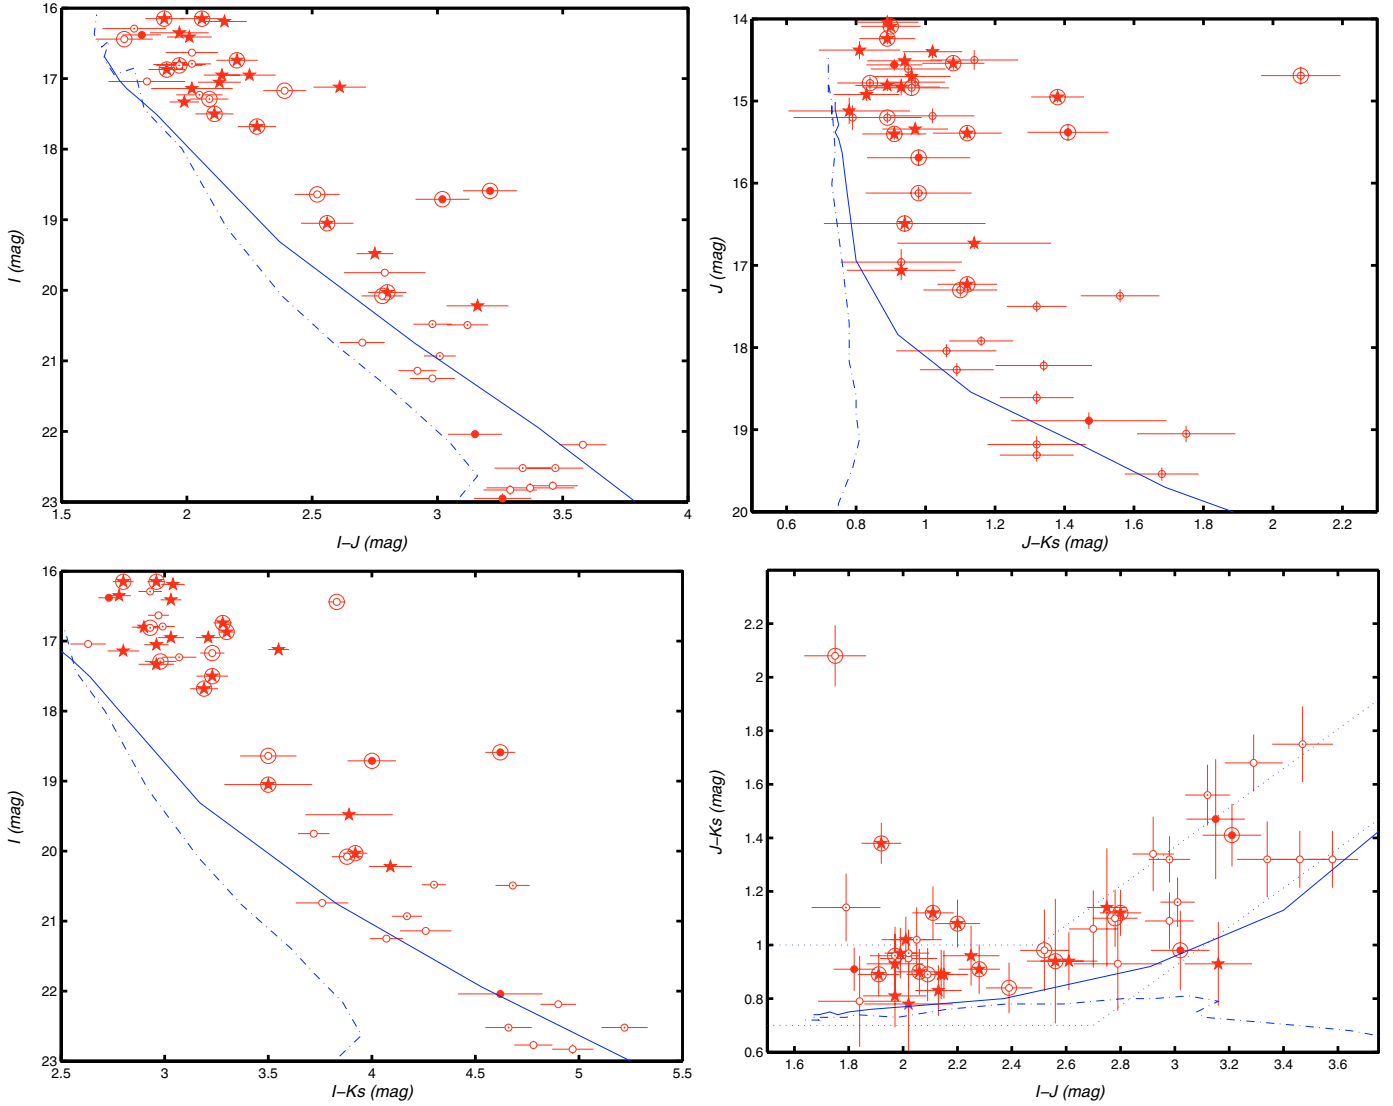 16
17
18
19
20
21
22
23
I (mag)
1.5 2 2.5 3 3.5 4
I−J (mag)
14
15
16
17
18
19
20
J (mag)
0.6 0.8 1 1.2 1.4 1.6 1.8 2 2.2
J−Ks (mag)
16
17
18
19
20
21
22
23
I (mag)
2.5 3 3.5 4 4.5 5 5.5
I−Ks (mag)
2.2
2
1.8
1.6
1.4
1.2
1
0.8
0.6
J−Ks (mag)
1.6 1.8 2 2.2 2.4 2.6 2.8 3 3.2 3.4 3.6
I−J (mag)